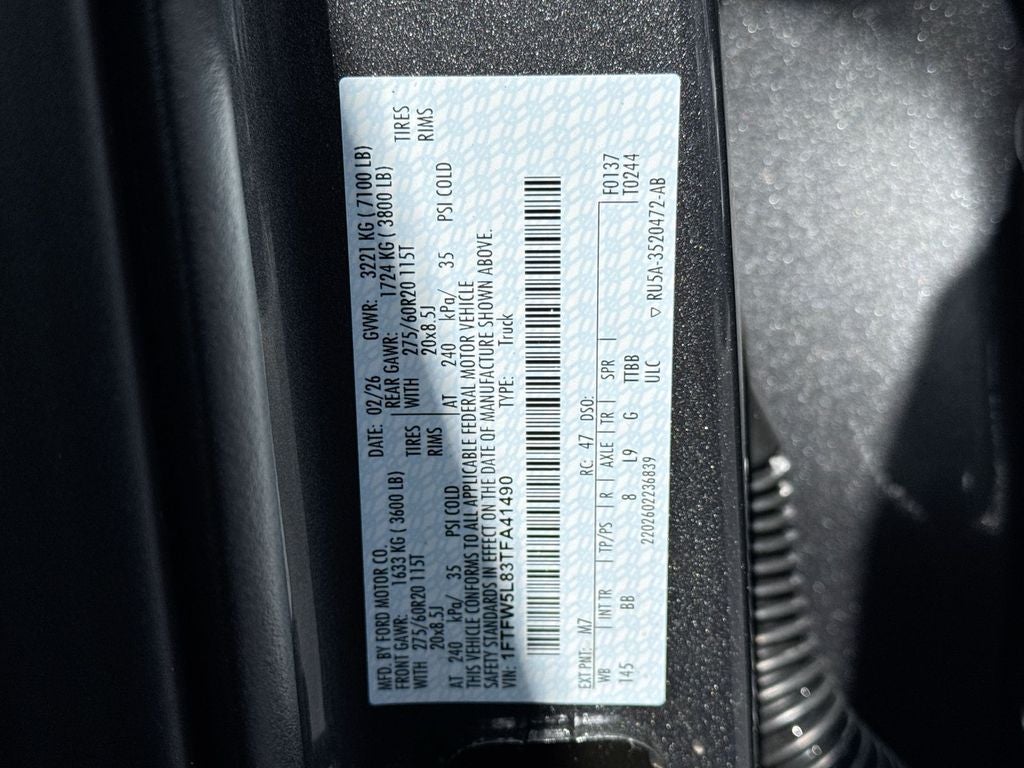 MFD. BY FORD MOTOR CO. DATE: 02/26 GVWR: 3221 KG ( 7100 LB)
FRONT GAWR: 1633 KG ( 3600 LB) REAR GAWR: 1724 KG ( 3800 LB)
WITH 275/60R20 115T TIRES WITH 275/60R20 115T TIRES
20x8.5J RIMS 20x8.5J RIMS
AT 240 kPa/ 35 PSI COLD AT 240 kPa/ 35 PSI COLD
THIS VEHICLE CONFORMS TO ALL APPLICABLE FEDERAL MOTOR VEHICLE
SAFETY STANDARDS IN EFFECT ON THE DATE OF MANUFACTURE SHOWN ABOVE.
VIN: 1FTFW5L83TFA41490 TYPE: Truck
EXT PNT: M7 RC: 47 DSO: F0137
WB INT TR TP/PS R AXLE TR SPR T0244
145 BB 8 L9 G TTBB
2202602236839 ULC ▽ RU5A-3520472-AB